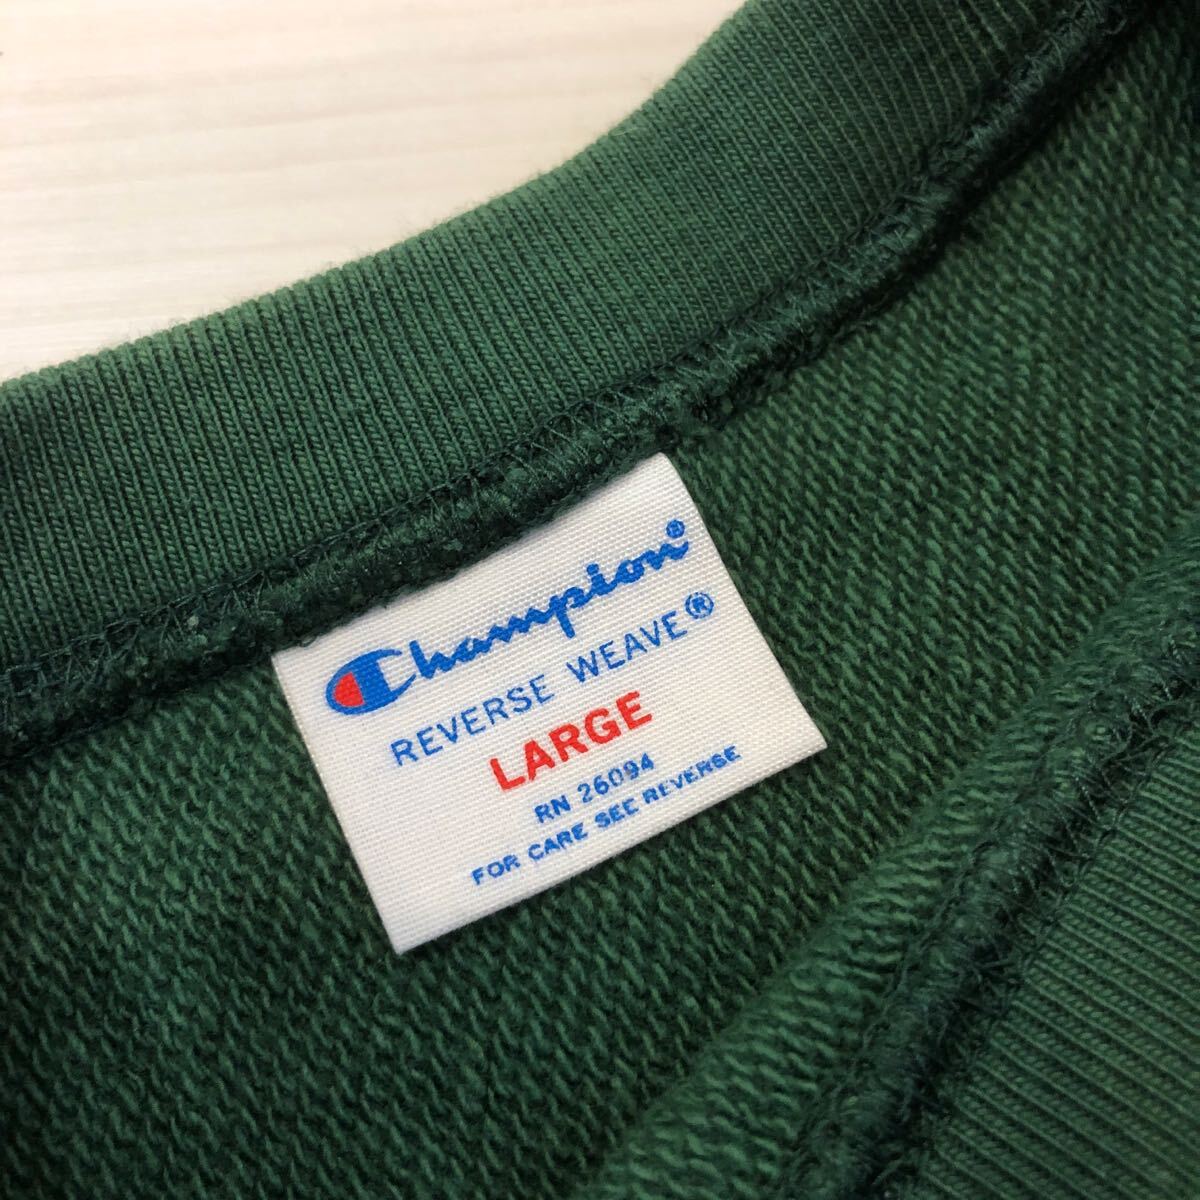 Champion®
REVERSE WEAVE®
LARGE
RN 26094
FOR CARE SEE REVERSE